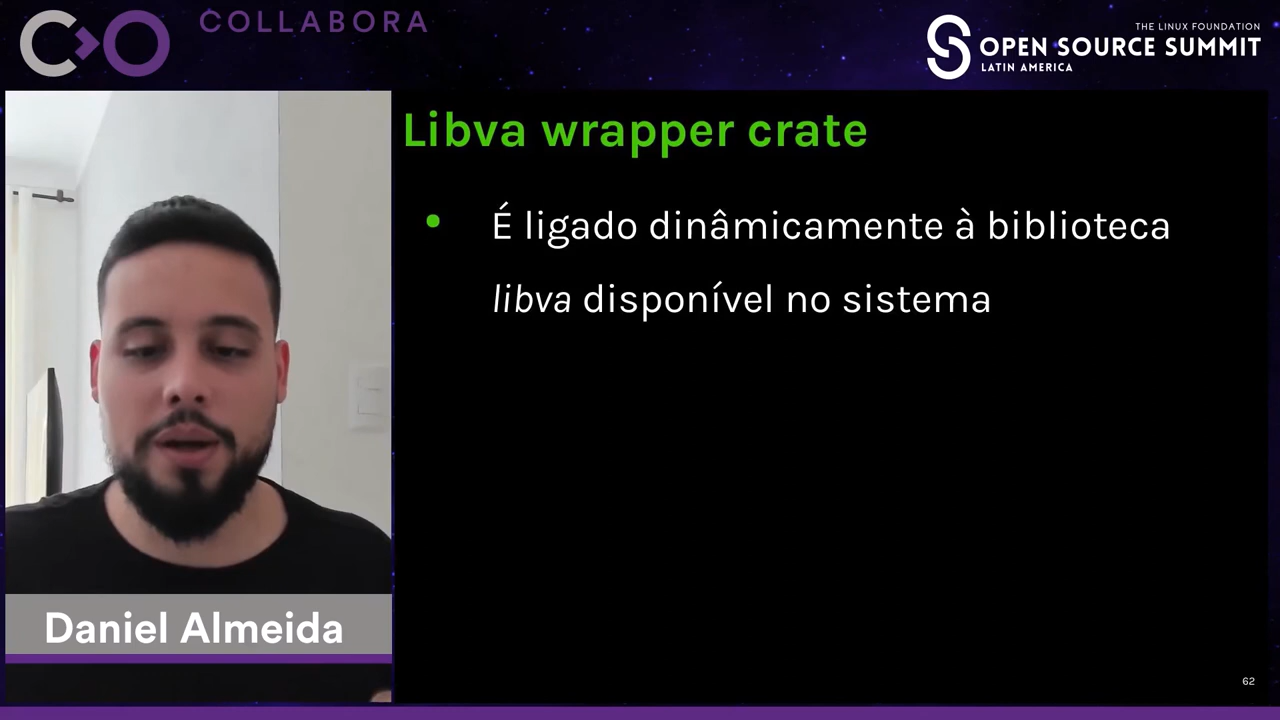 COLLABORA
THE LINUX FOUNDATION
OPEN SOURCE SUMMIT
LATIN AMERICA
Libva wrapper crate
• É ligado dinâmicamente à biblioteca
libva disponível no sistema
Daniel Almeida
62